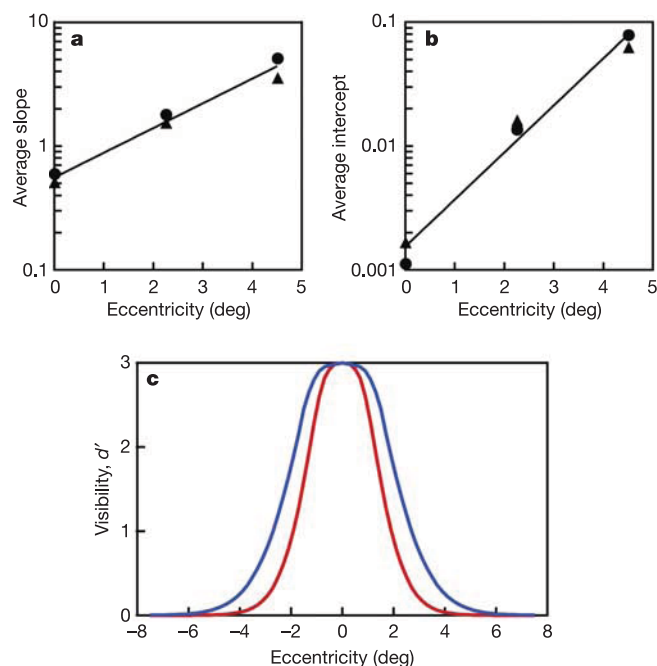 a
Average slope
10
1
0.1
0 1 2 3 4 5
Eccentricity (deg)
b
Average intercept
0.1
0.01
0.001
0 1 2 3 4 5
Eccentricity (deg)
c
Visibility, d′
3
2
1
0
−8 −6 −4 −2 0 2 4 6 8
Eccentricity (deg)